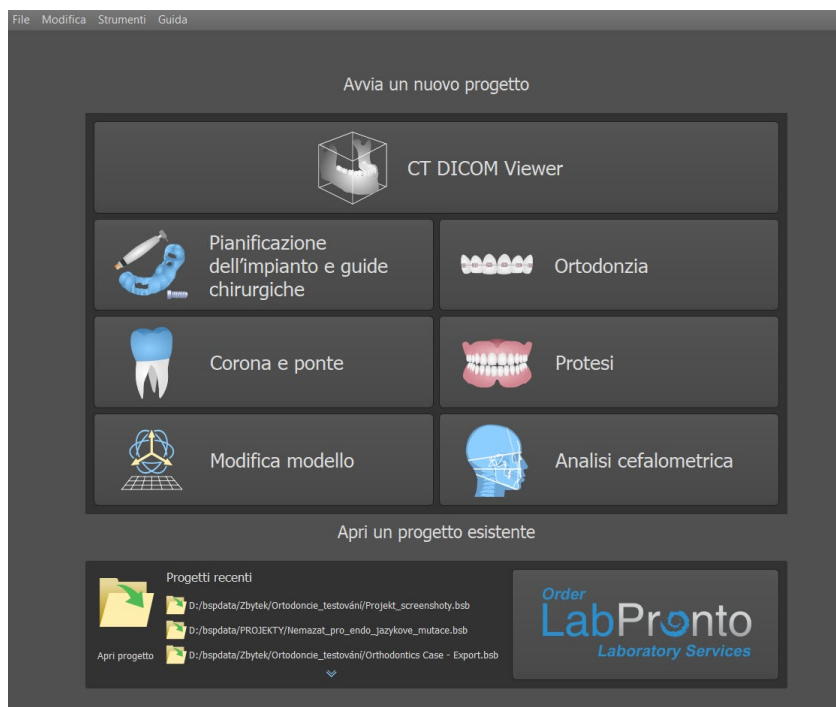 File Modifica Strumenti Guida
Avvia un nuovo progetto
CT DICOM Viewer
Pianificazione
dell'impianto e guide
chirurgiche
Ortodonzia
Corona e ponte
Protesi
Modifica modello
Analisi cefalometrica
Apri un progetto esistente
Progetti recenti
D:/bspdata/Zbytek/Ortodoncie_testování/Projekt_screenshoty.bsb
D:/bspdata/PROJEKTY/Nemazat_pro_endo_jazykove_mutace.bsb
D:/bspdata/Zbytek/Ortodoncie_testování/Orthodontics Case - Export.bsb
Apri progetto
Order
LabPronto
Laboratory Services